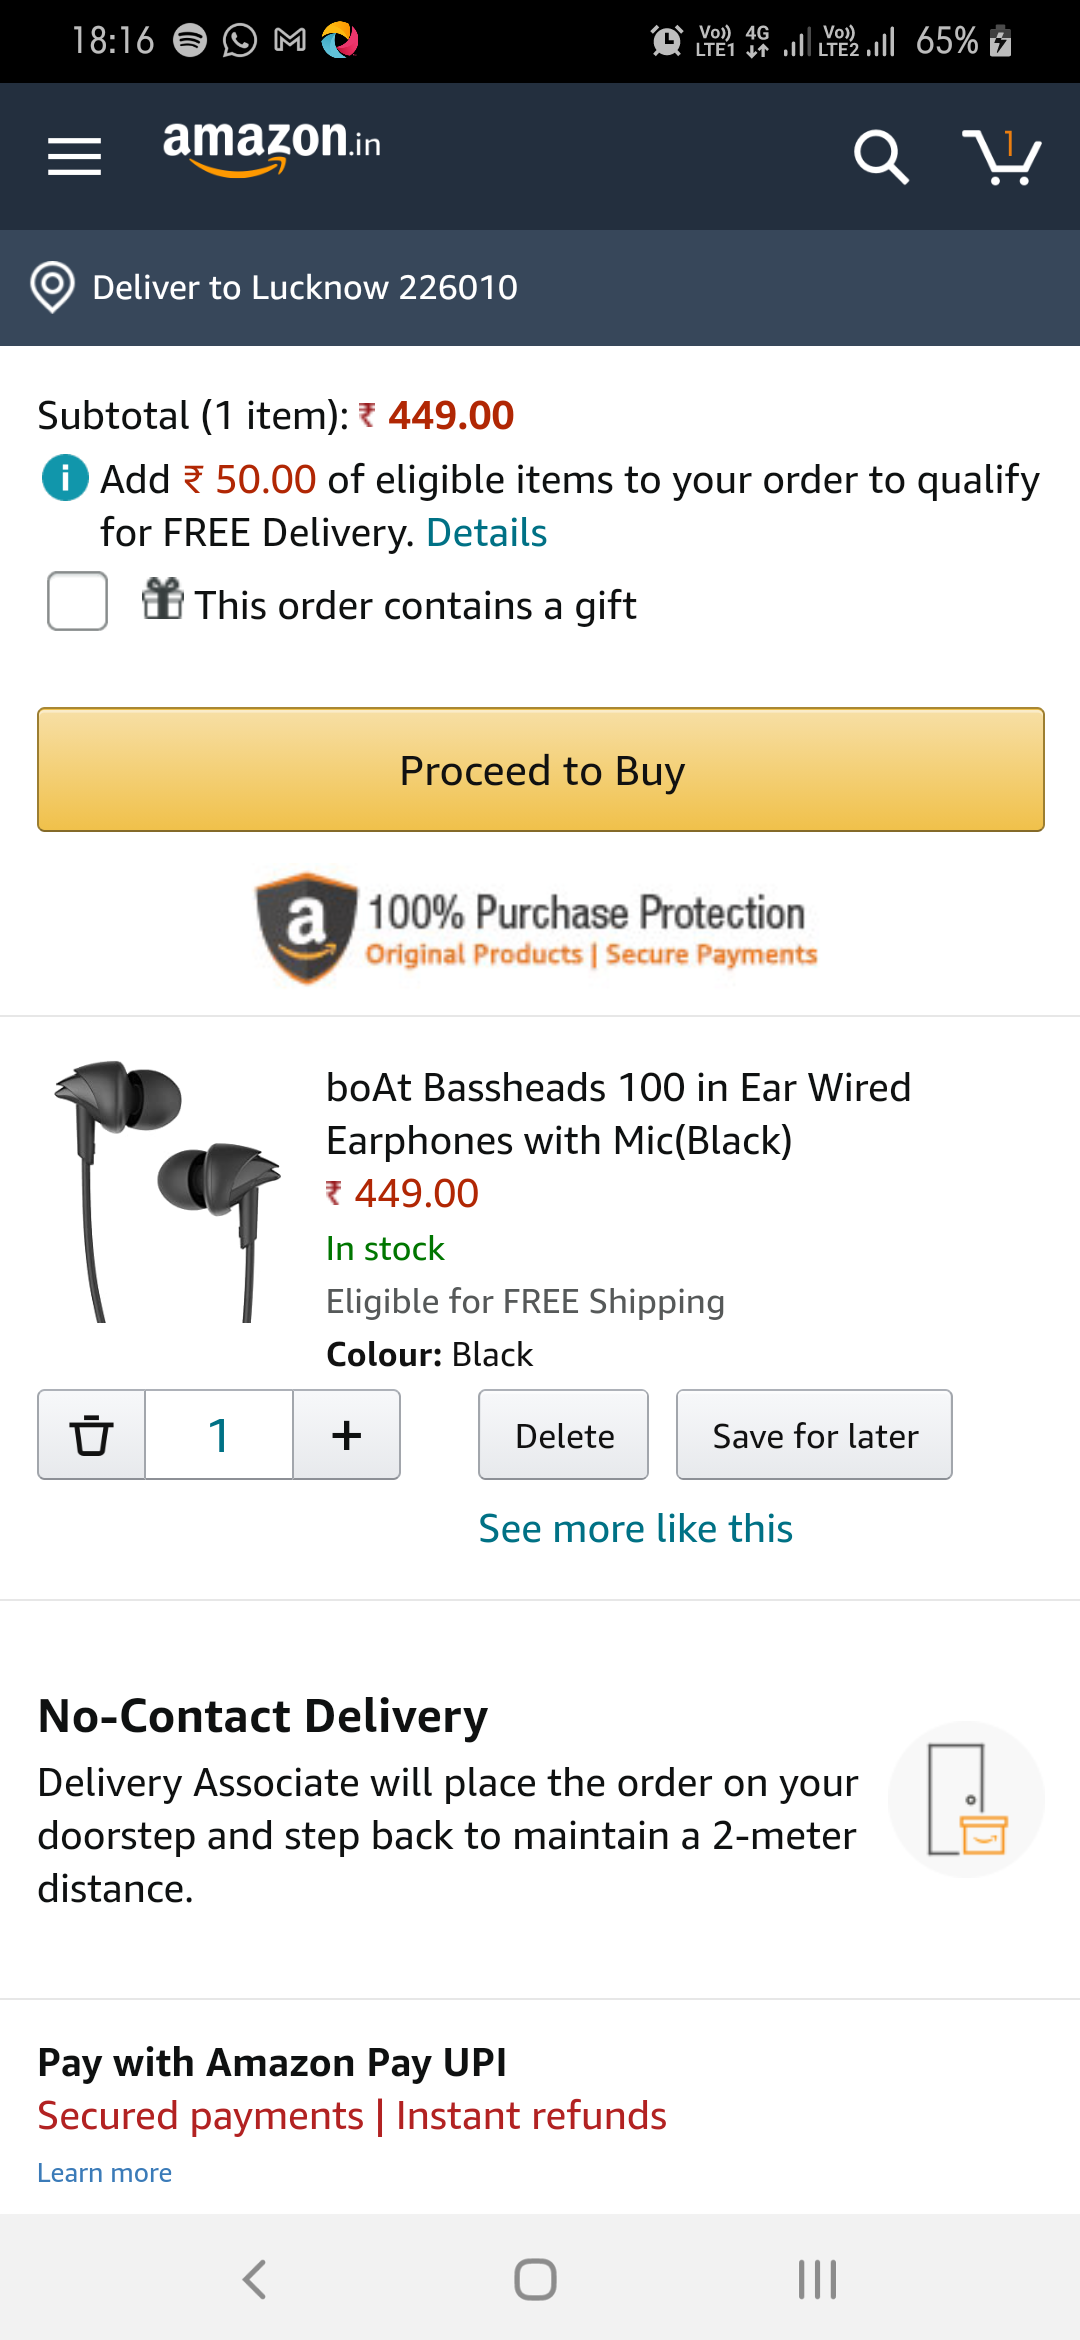 18:16 Vo)) LTE1 4G Vo)) LTE2 65%
amazon.in 1
Deliver to Lucknow 226010
Subtotal (1 item): ₹ 449.00
i Add ₹ 50.00 of eligible items to your order to qualify
for FREE Delivery. Details
This order contains a gift
Proceed to Buy
a 100% Purchase Protection
Original Products | Secure Payments
boAt Bassheads 100 in Ear Wired
Earphones with Mic(Black)
₹ 449.00
In stock
Eligible for FREE Shipping
Colour: Black
1 + Delete Save for later
See more like this
No-Contact Delivery
Delivery Associate will place the order on your
doorstep and step back to maintain a 2-meter
distance.
Pay with Amazon Pay UPI
Secured payments | Instant refunds
Learn more